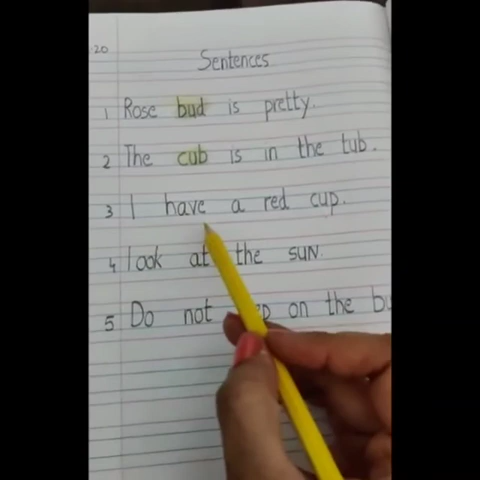 20
Sentences
1 Rose bud is pretty.
2 The cub is in the tub.
3 I have a red cup.
4 look at the sun.
5 Do not on the